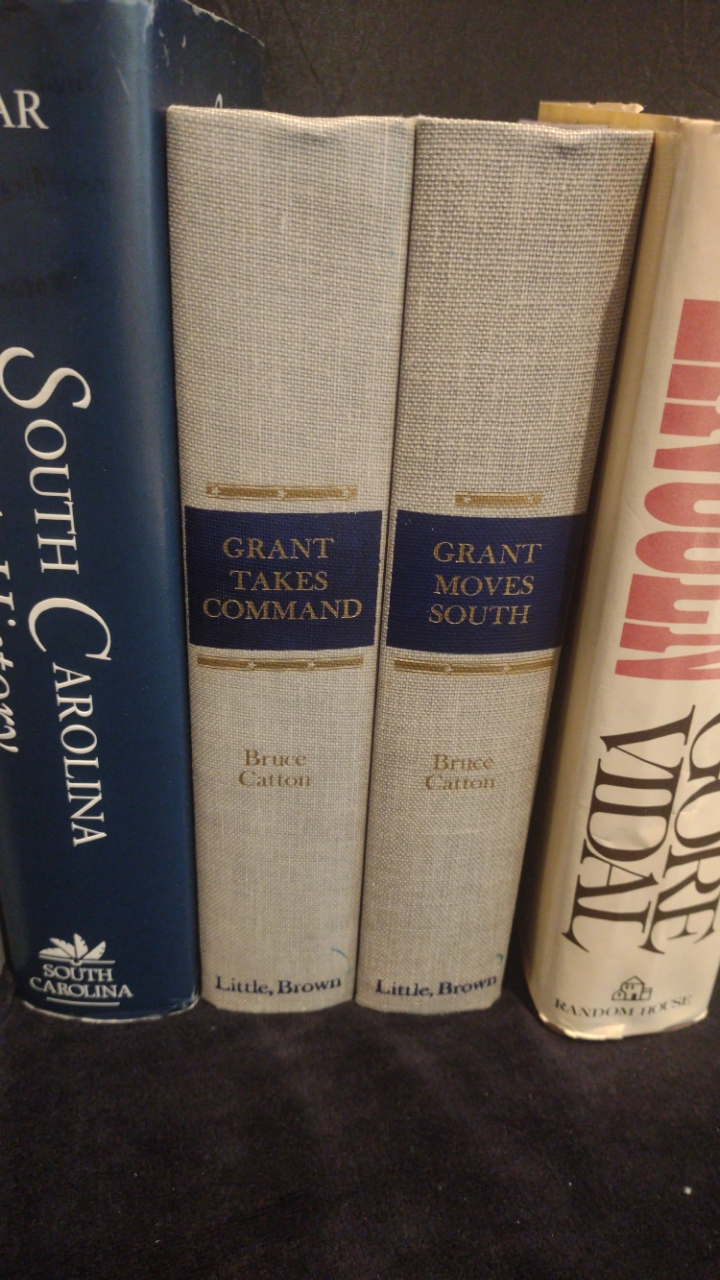 AR
SOUTH CAROLINA
History
SOUTH
CAROLINA
GRANT
TAKES
COMMAND
Bruce
Catton
Little, Brown
GRANT
MOVES
SOUTH
Bruce
Catton
Little, Brown
GORE
VIDAL
RANDOM HOUSE